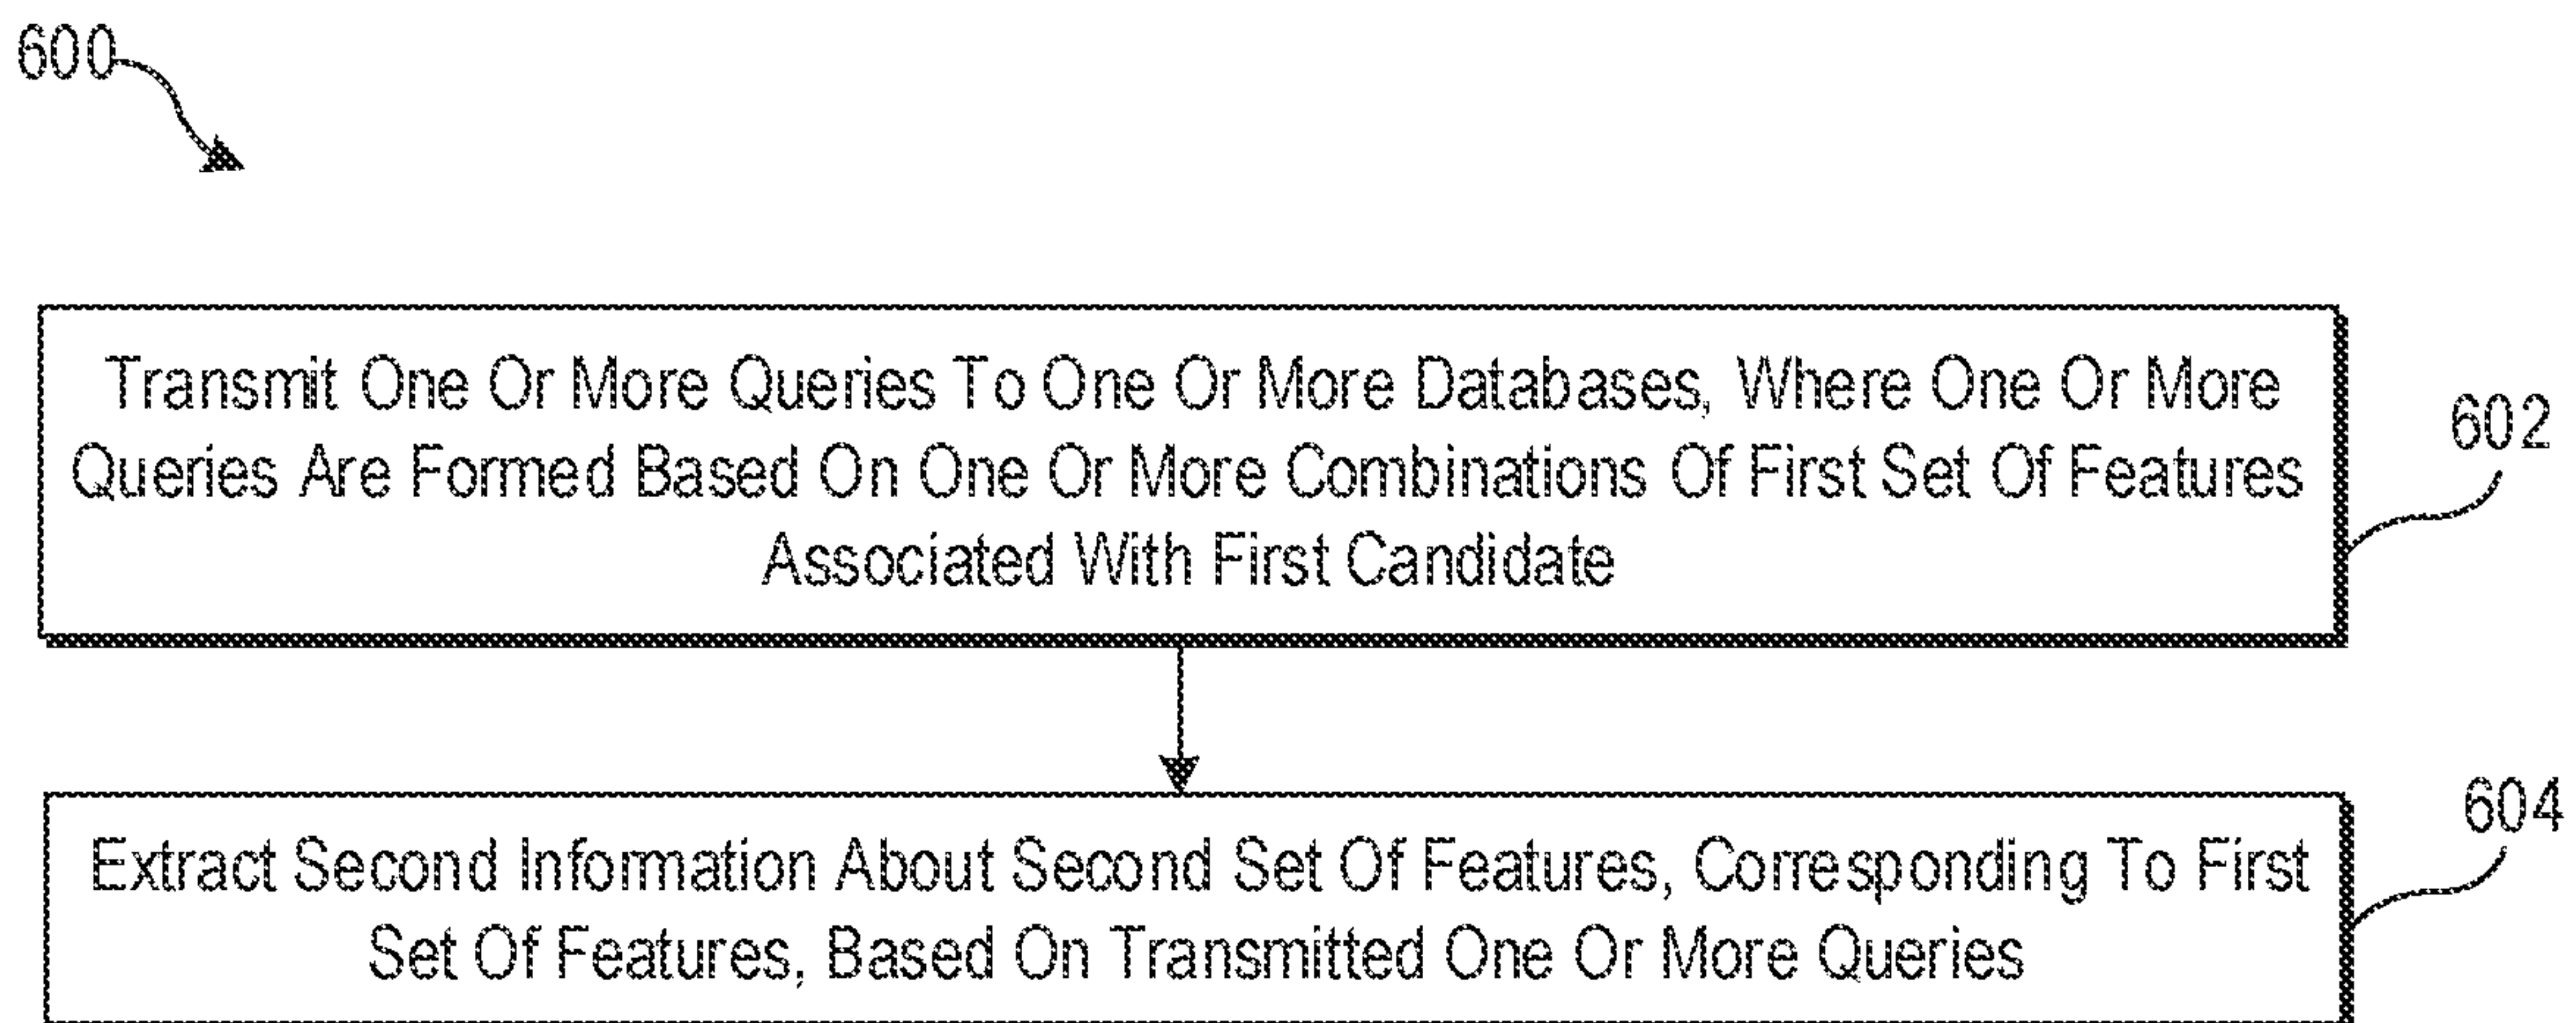 600
Transmit One Or More Queries To One Or More Databases, Where One Or More
Queries Are Formed Based On One Or More Combinations Of First Set Of Features
Associated With First Candidate
602
Extract Second Information About Second Set Of Features, Corresponding To First
Set Of Features, Based On Transmitted One Or More Queries
604